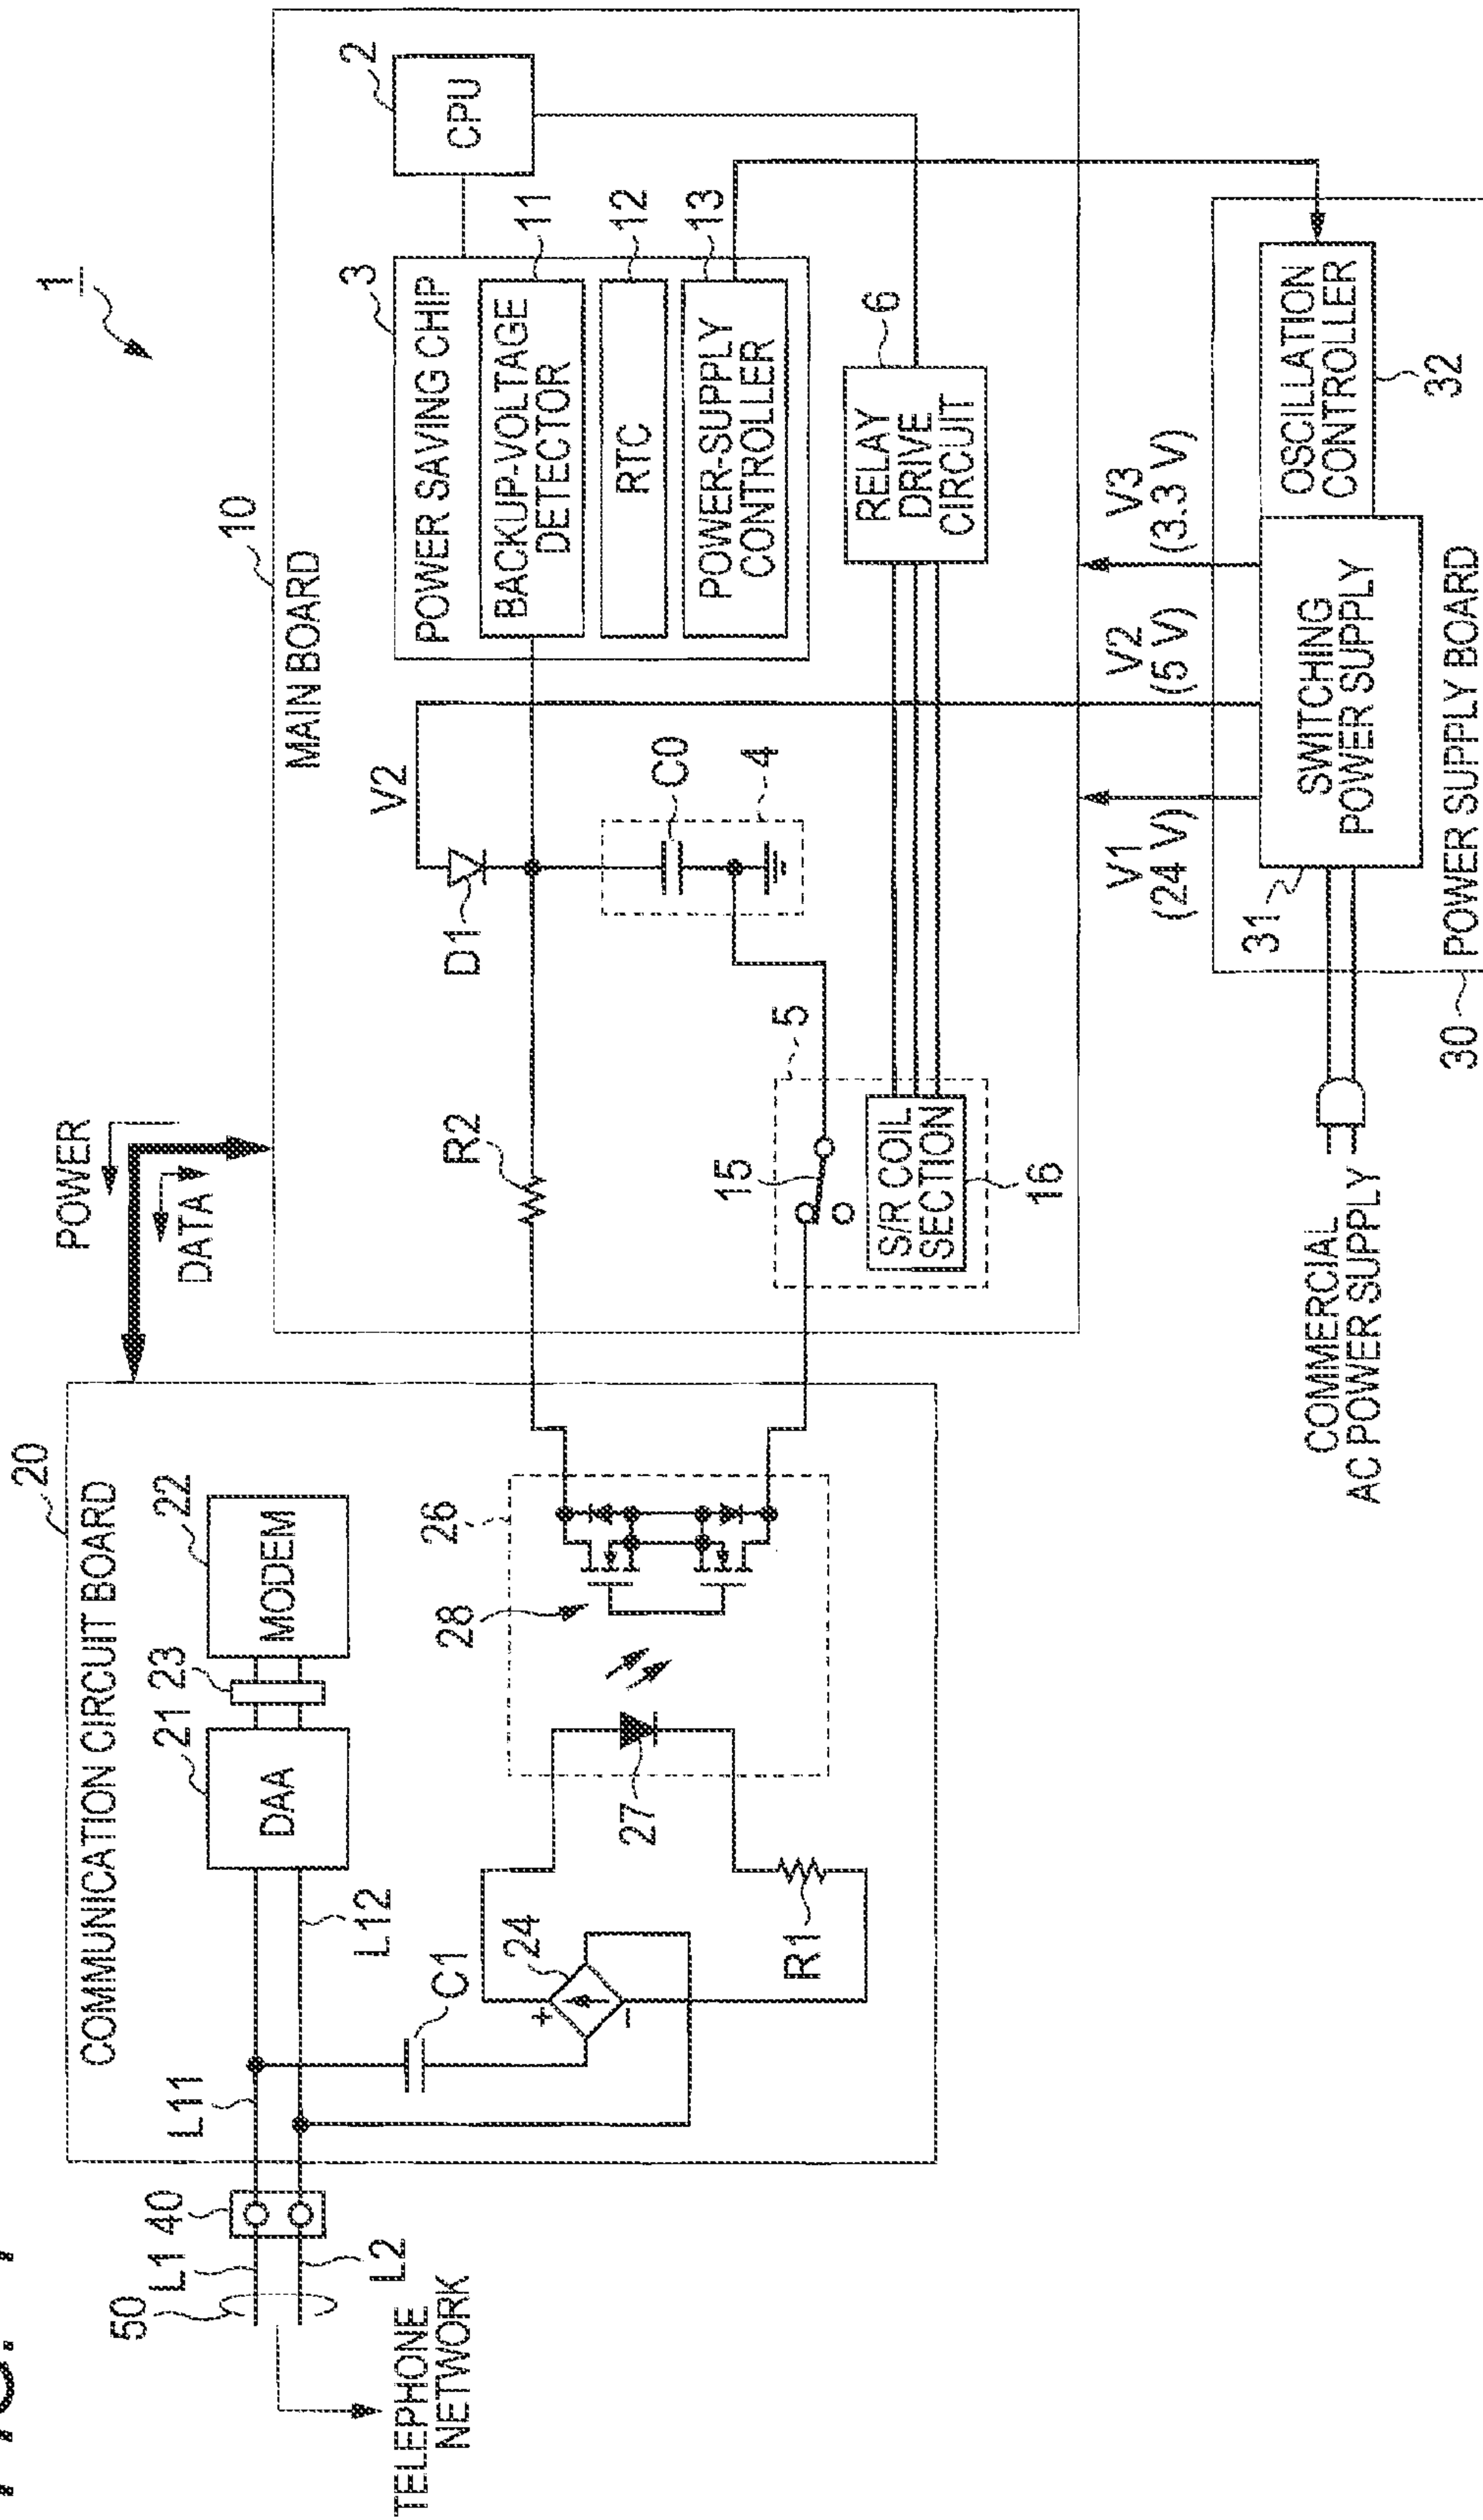 FIG. 1
1
POWER
DATA
20
COMMUNICATION CIRCUIT BOARD
21
DAA
23
22
MODEM
L11
L12
C1
24
+
−
R1
26
27
28
50
L1
40
L2
TELEPHONE
NETWORK
10
MAIN BOARD
2
CPU
3
POWER SAVING CHIP
BACKUP-VOLTAGE
DETECTOR
11
RTC
12
POWER-SUPPLY
CONTROLLER
13
V2
D1
R2
C0
4
5
15
S/R COIL
SECTION
16
RELAY
DRIVE
CIRCUIT
6
V1
(24 V)
V2
(5 V)
V3
(3.3 V)
31
SWITCHING
POWER SUPPLY
OSCILLATION
CONTROLLER
32
30
POWER SUPPLY BOARD
COMMERCIAL
AC POWER SUPPLY